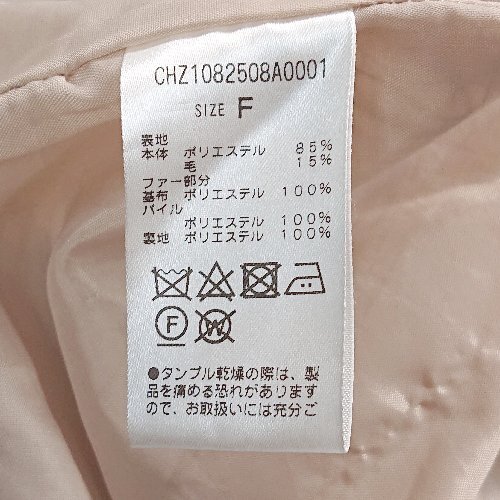 CHZ1082508A0001
SIZE F
表地
本体 ポリエステル 85%
毛 15%
ファー部分
基布 ポリエステル 100%
パイル
ポリエステル 100%
裏地 ポリエステル 100%
F
W
●タンブル乾燥の際は、製
品を痛める恐れがあります
ので、お取扱いには充分ご